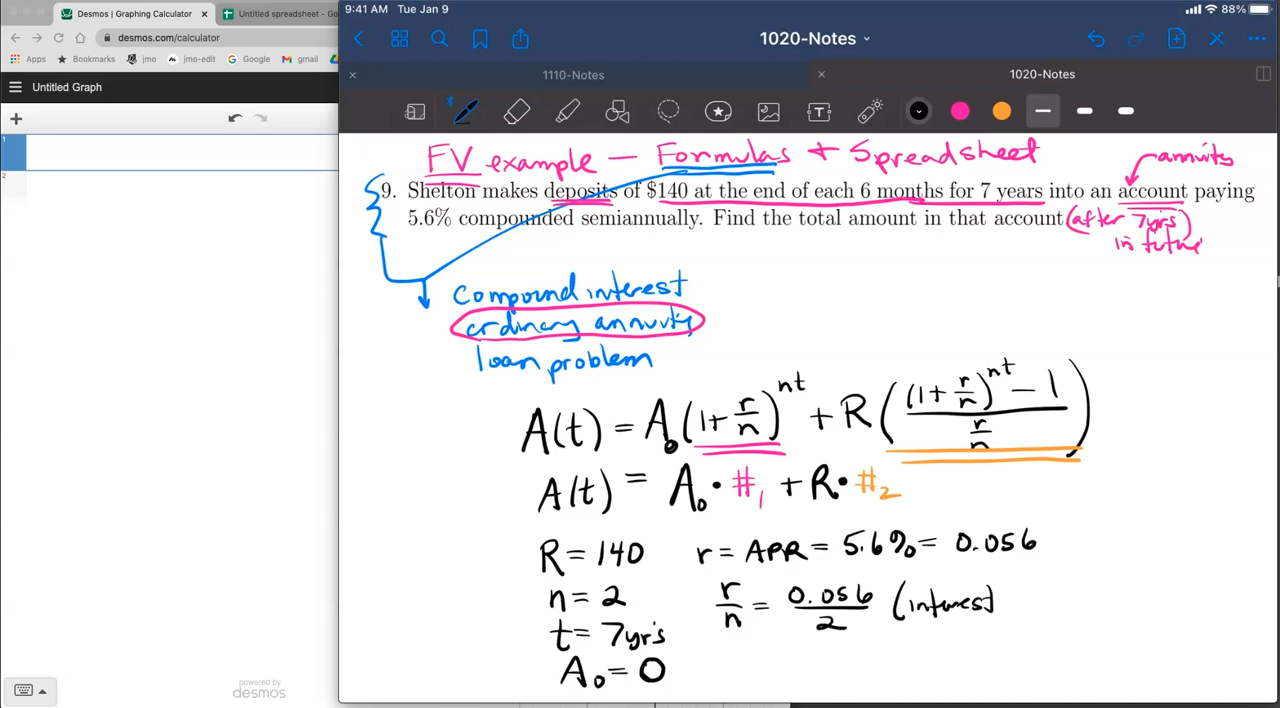 Desmos | Graphing Calculator
Untitled spreadsheet - Go
desmos.com/calculator
Apps Bookmarks jmo jmo-edit Google gmail
Untitled Graph
1
2
powered by
desmos
9:41 AM Tue Jan 9
88%
1020-Notes
1110-Notes
1020-Notes
FV example — Formulas + Spreadsheet
annuity
9. Shelton makes deposits of $140 at the end of each 6 months for 7 years into an account paying
5.6% compounded semiannually. Find the total amount in that account (after 7yrs)
in future
Compound interest
ordinary annuity
loan problem
A(t) = A₀(1 + r/n)^nt + R(((1 + r/n)^nt − 1)/(r/n))
A(t) = A₀ • #₁ + R • #₂
R = 140 r = APR = 5.6% = 0.056
n = 2 r/n = 0.056/2 (interest)
t = 7yr's
A₀ = 0